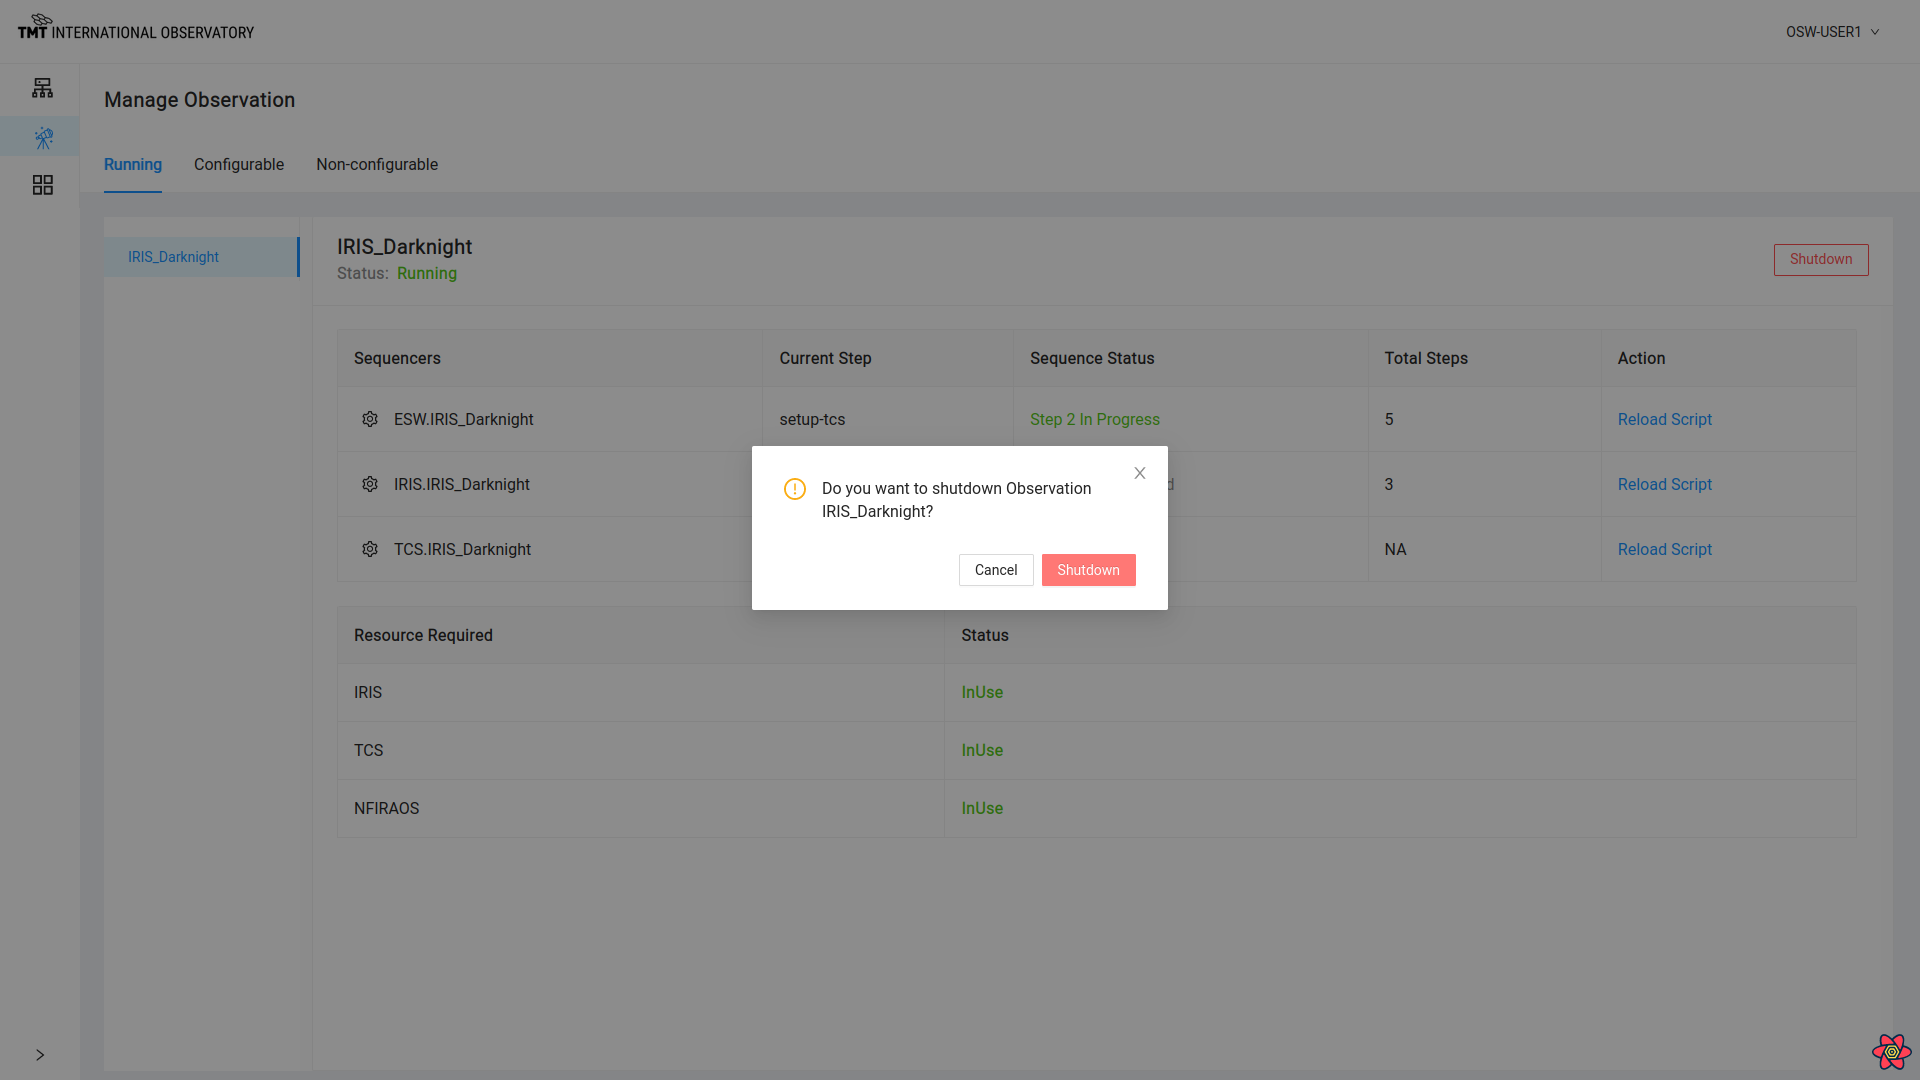 TMT INTERNATIONAL OBSERVATORY
OSW-USER1
Manage Observation
Running Configurable Non-configurable
IRIS_Darknight
IRIS_Darknight
Status: Running
Shutdown
Sequencers Current Step Sequence Status Total Steps Action
ESW.IRIS_Darknight setup-tcs Step 2 In Progress 5 Reload Script
IRIS.IRIS_Darknight d 3 Reload Script
TCS.IRIS_Darknight NA Reload Script
Do you want to shutdown Observation
IRIS_Darknight?
Cancel Shutdown
Resource Required Status
IRIS InUse
TCS InUse
NFIRAOS InUse